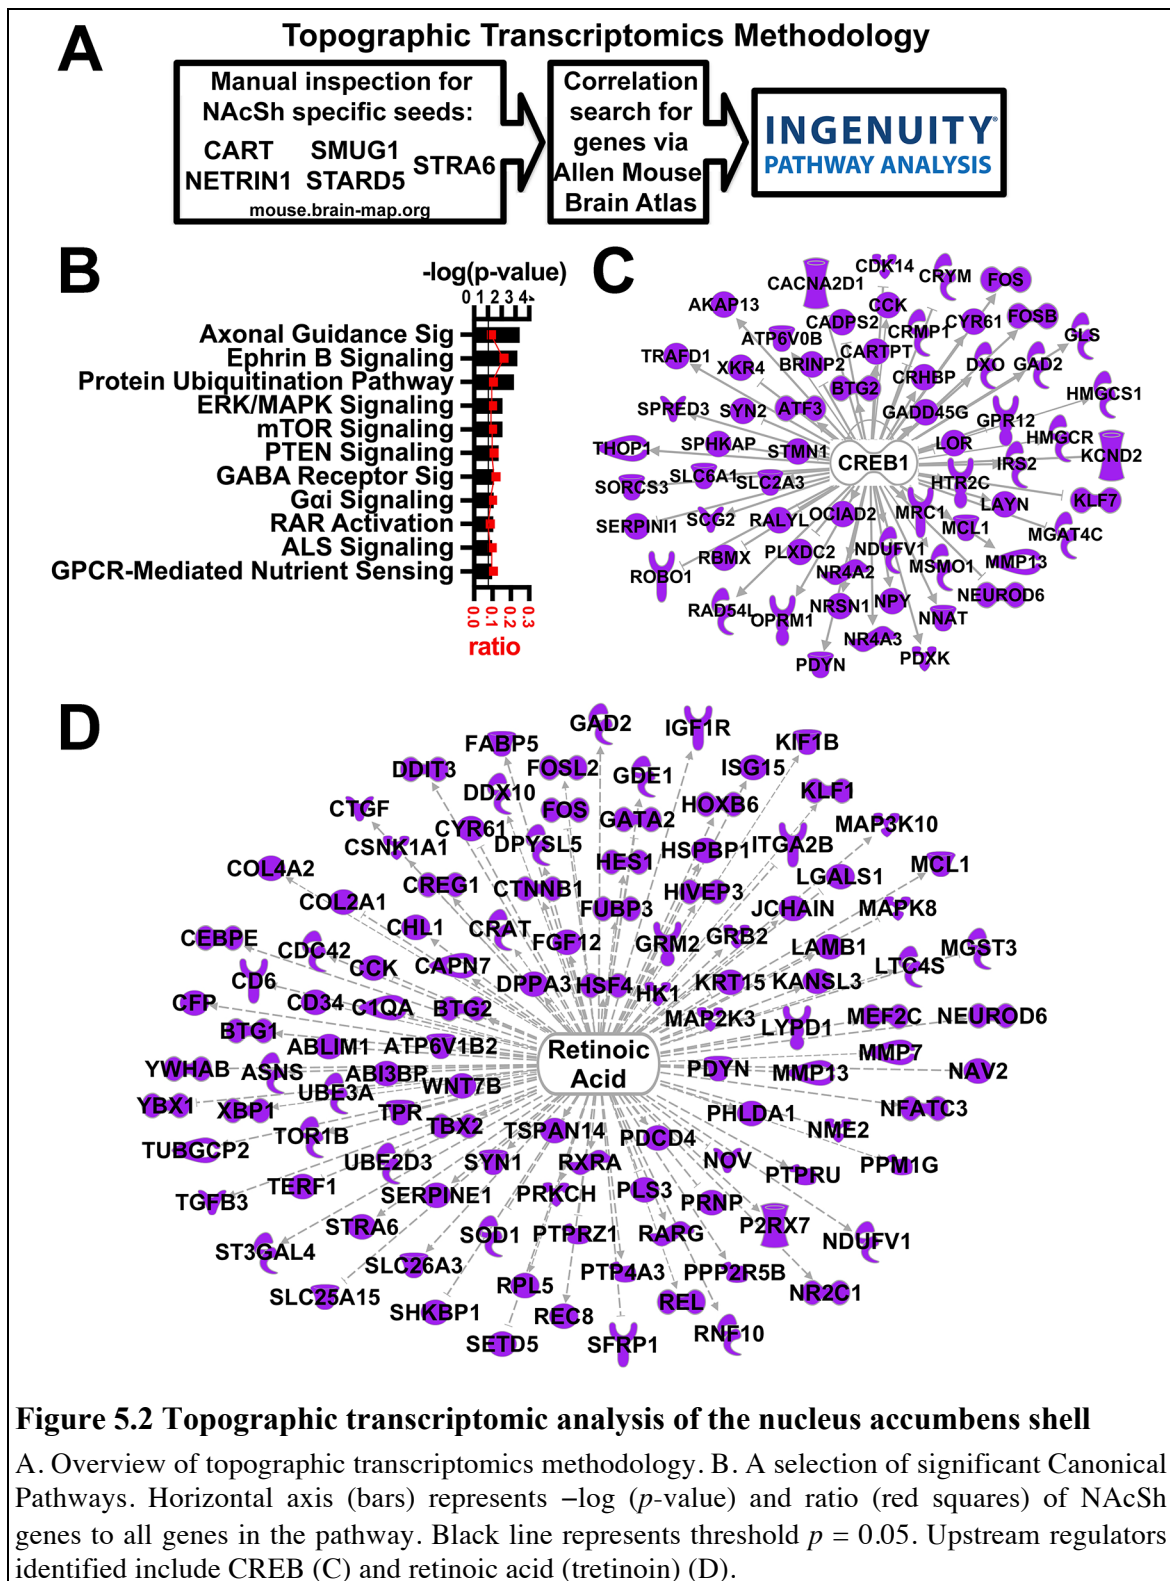 A
Topographic Transcriptomics Methodology
Manual inspection for
NAcSh specific seeds:
CART SMUG1
STRA6
NETRIN1 STARD5
mouse.brain-map.org
Correlation
search for
genes via
Allen Mouse
Brain Atlas
INGENUITY®
PATHWAY ANALYSIS
B
-log(p-value)
0 1 2 3 4
Axonal Guidance Sig
Ephrin B Signaling
Protein Ubiquitination Pathway
ERK/MAPK Signaling
mTOR Signaling
PTEN Signaling
GABA Receptor Sig
Gαi Signaling
RAR Activation
ALS Signaling
GPCR-Mediated Nutrient Sensing
0.0 0.1 0.2 0.3
ratio
C
CDK14
CRYM
CACNA2D1
FOS
AKAP13
CCK
CADPS2
CRMP1
CYR61
FOSB
ATP6V0B
GLS
TRAFD1
XKR4
BRINP2
CARTPT
DXO
GAD2
BTG2
CRHBP
HMGCS1
SPRED3
SYN2
ATF3
GADD45G
GPR12
THOP1
SPHKAP
STMN1
LOR
HMGCR
KCND2
CREB1
IRS2
SORCS3
SLC6A1
SLC2A3
HTR2C
KLF7
SERPINI1
SCG2
RALYL
OCIAD2
MRC1
LAYN
MCL1
MGAT4C
RBMX
PLXDC2
NDUFV1
MSMO1
MMP13
ROBO1
NR4A2
NEUROD6
RAD54L
OPRM1
NRSN1
NPY
NNAT
NR4A3
PDYN
PDXK
D
GAD2
IGF1R
FABP5
KIF1B
DDIT3
FOSL2
GDE1
ISG15
DDX10
KLF1
CTGF
FOS
GATA2
HOXB6
MAP3K10
CYR61
DPYSL5
ITGA2B
CSNK1A1
HES1
HSPBP1
MCL1
COL4A2
CREG1
CTNNB1
HIVEP3
LGALS1
COL2A1
FUBP3
JCHAIN
MAPK8
CHL1
CRAT
FGF12
GRM2
GRB2
LAMB1
MGST3
CEBPE
CDC42
CCK
CAPN7
LTC4S
CD6
DPPA3
HSF4
HK1
KRT15
KANSL3
CFP
CD34
C1QA
BTG2
MAP2K3
LYPD1
MEF2C
NEUROD6
BTG1
ABLIM1
ATP6V1B2
Retinoic
Acid
MMP7
YWHAB
ASNS
ABI3BP
WNT7B
PDYN
MMP13
NAV2
UBE3A
YBX1
XBP1
TPR
PHLDA1
NFATC3
TUBGCP2
TOR1B
TBX2
TSPAN14
PDCD4
NME2
UBE2D3
SYN1
RXRA
NOV
PTPRU
PPM1G
TGFB3
TERF1
SERPINE1
PRKCH
PLS3
PRNP
STRA6
SOD1
PTPRZ1
RARG
P2RX7
NDUFV1
ST3GAL4
SLC26A3
PTP4A3
PPP2R5B
SLC25A15
RPL5
NR2C1
SHKBP1
REC8
REL
SETD5
SFRP1
RNF10
Figure 5.2 Topographic transcriptomic analysis of the nucleus accumbens shell
A. Overview of topographic transcriptomics methodology. B. A selection of significant Canonical
Pathways. Horizontal axis (bars) represents –log (p-value) and ratio (red squares) of NAcSh
genes to all genes in the pathway. Black line represents threshold p = 0.05. Upstream regulators
identified include CREB (C) and retinoic acid (tretinoin) (D).